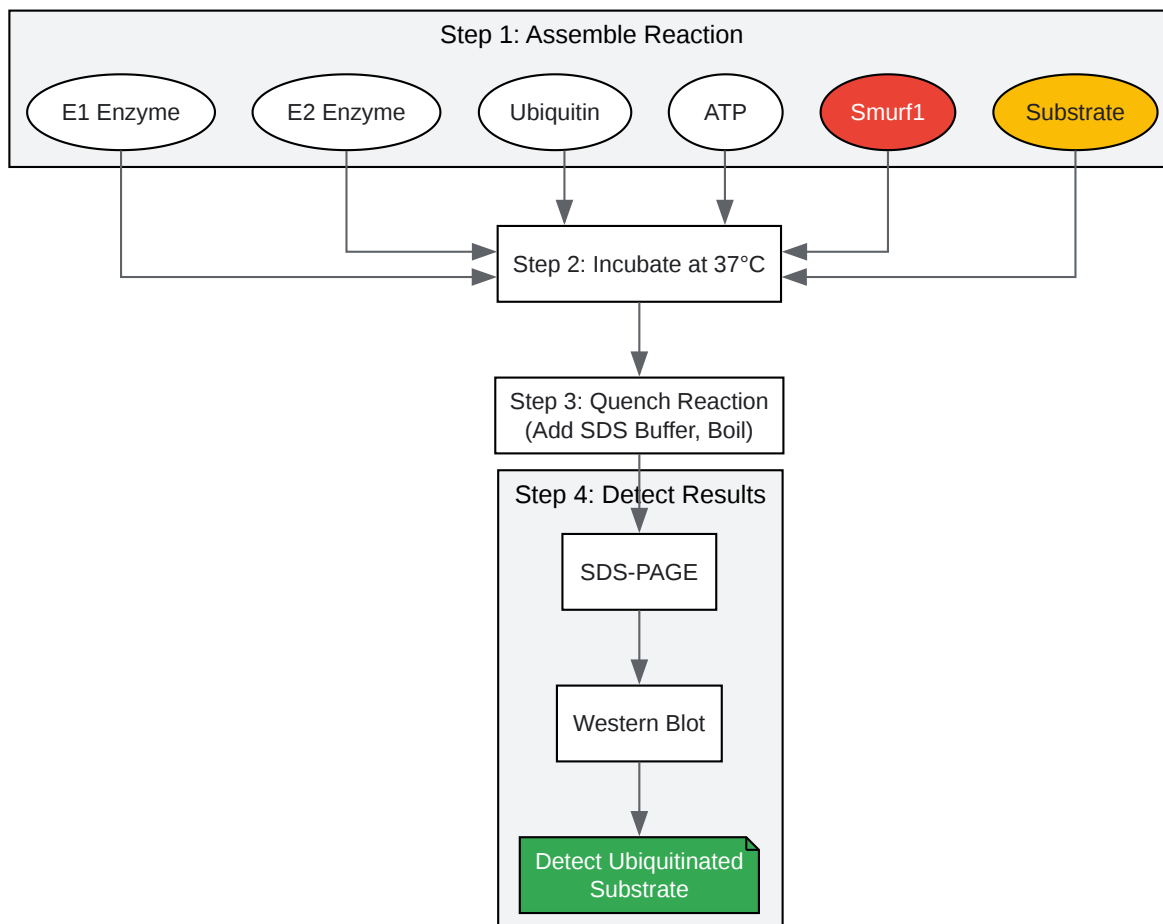 Step 1: Assemble Reaction
E1 Enzyme
E2 Enzyme
Ubiquitin
ATP
Smurf1
Substrate
Step 2: Incubate at 37°C
Step 3: Quench Reaction
(Add SDS Buffer, Boil)
Step 4: Detect Results
SDS-PAGE
Western Blot
Detect Ubiquitinated
Substrate